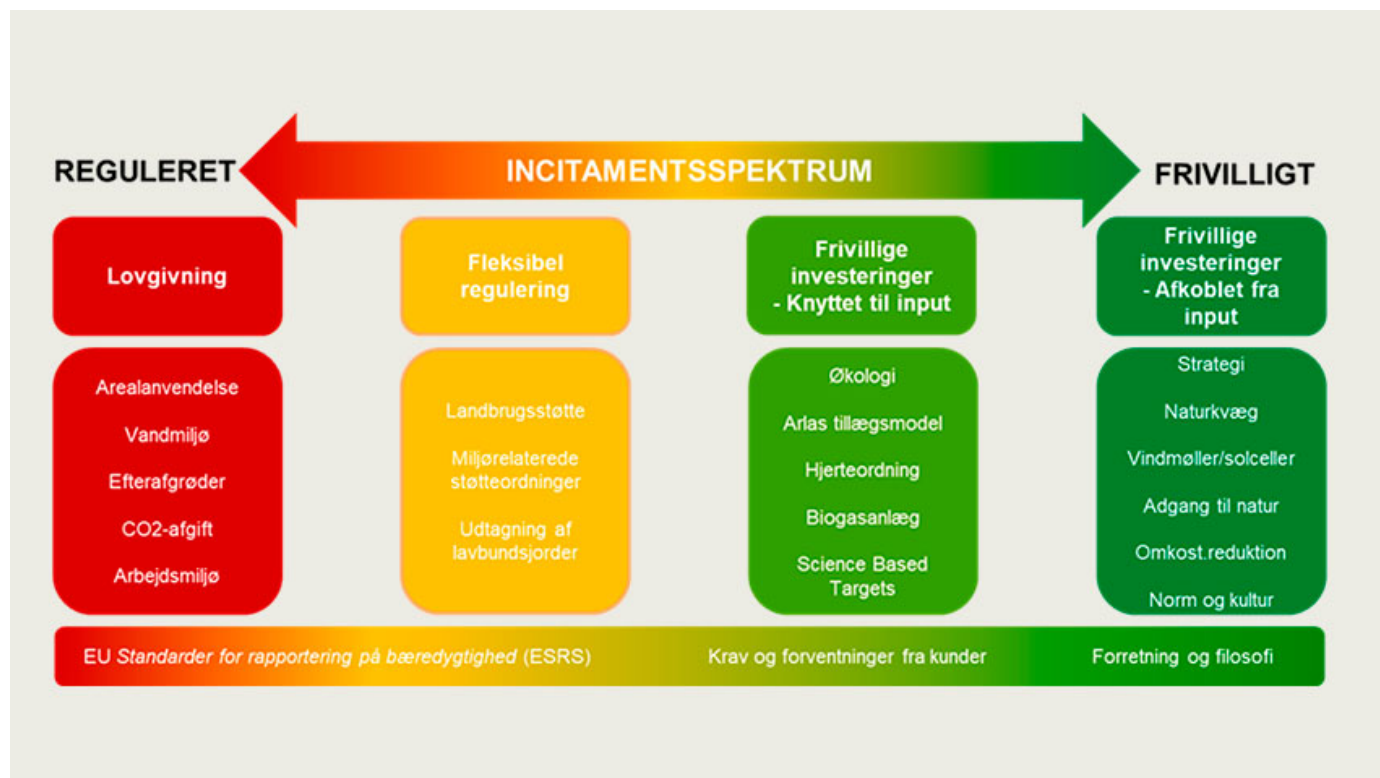 REGULERET
INCITAMENTSSPEKTRUM
FRIVILLIGT
Lovgivning
Arealanvendelse
Vandmiljø
Efterafgrøder
CO2-afgift
Arbejdsmiljø
Fleksibel
regulering
Landbrugsstøtte
Miljørelaterede
støtteordninger
Udtagning af
lavbundsjorder
Frivillige
investeringer
- Knyttet til input
Økologi
Arlas tillægsmodel
Hjerteordning
Biogasanlæg
Science Based
Targets
Frivillige
investeringer
- Afkoblet fra
input
Strategi
Naturkvæg
Vindmøller/solceller
Adgang til natur
Omkost.reduktion
Norm og kultur
EU Standarder for rapportering på bæredygtighed (ESRS)
Krav og forventninger fra kunder
Forretning og filosofi